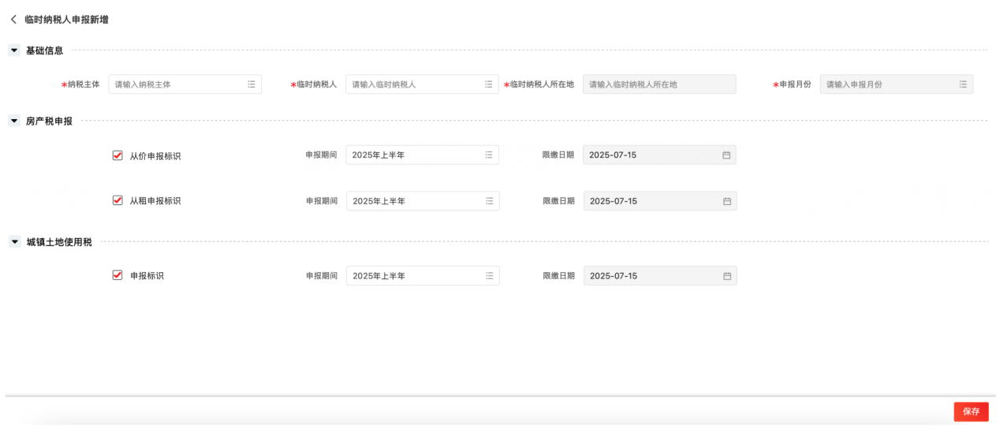 临时纳税人申报新增
基础信息
*纳税主体 请输入纳税主体 *临时纳税人 请输入临时纳税人 *临时纳税人所在地 请输入临时纳税人所在地 *申报月份 请输入申报月份
房产税申报
从价申报标识 申报期间 2025年上半年 限缴日期 2025-07-15
从租申报标识 申报期间 2025年上半年 限缴日期 2025-07-15
城镇土地使用税
申报标识 申报期间 2025年上半年 限缴日期 2025-07-15
保存